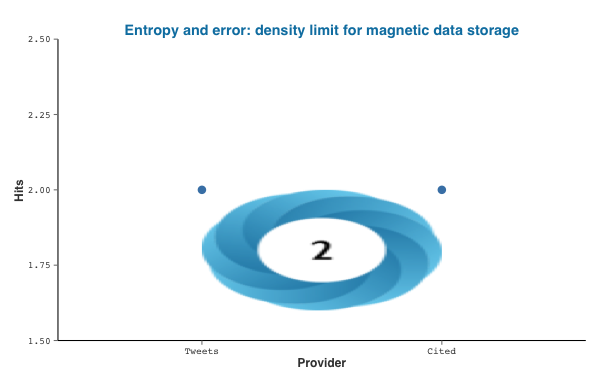 Entropy and error: density limit for magnetic data storage
2.50
2.25
2.00
1.75
1.50
Hits
2
Tweets
Cited
Provider